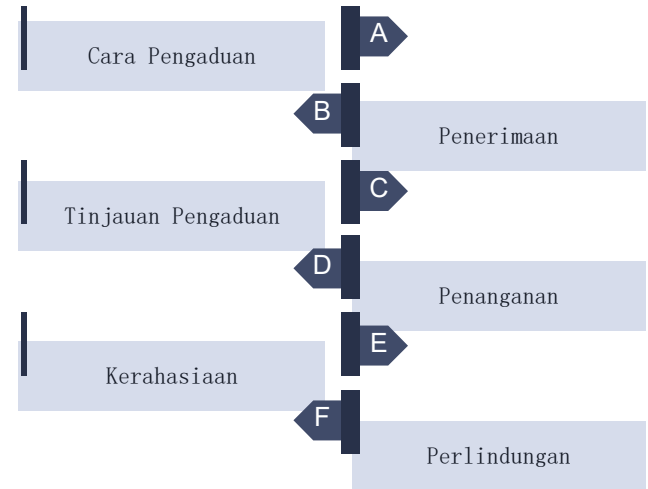 Cara Pengaduan
A
B
Penerimaan
C
Tinjauan Pengaduan
D
Penanganan
E
Kerahasiaan
F
Perlindungan